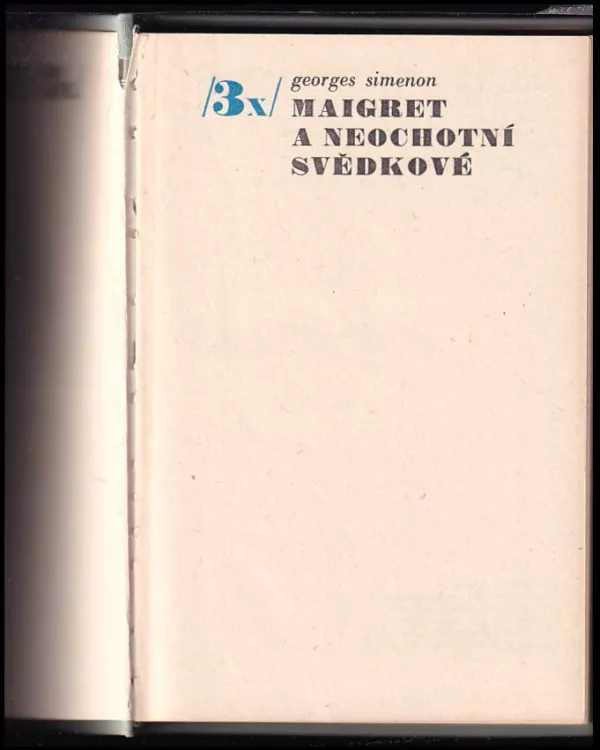 /3x/
georges simenon
MAIGRET
A NEOCHOTNÍ
SVĚDKOVÉ